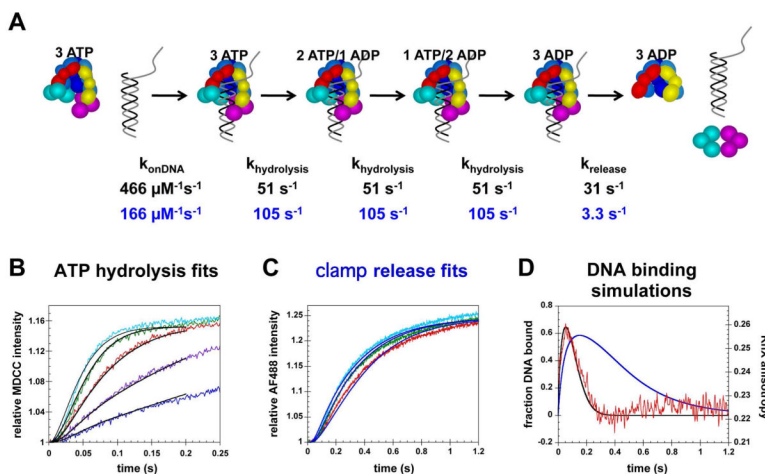 A
3 ATP
3 ATP
2 ATP/1 ADP
1 ATP/2 ADP
3 ADP
3 ADP
konDNA khydrolysis khydrolysis khydrolysis krelease
466 µM-1s-1 51 s-1 51 s-1 51 s-1 31 s-1
166 µM-1s-1 105 s-1 105 s-1 105 s-1 3.3 s-1
B ATP hydrolysis fits
relative MDCC intensity
1.16
1.12
1.08
1.04
1
0 0.05 0.1 0.15 0.2 0.25
time (s)
C clamp release fits
relative AF488 intensity
1.25
1.2
1.15
1.1
1.05
1
0 0.2 0.4 0.6 0.8 1 1.2
time (s)
D DNA binding
simulations
fraction DNA bound
0.8
0.6
0.4
0.2
0
-0.2
0.26
0.25
0.24
0.23
0.22
0.21
anisotropy
0 0.2 0.4 0.6 0.8 1 1.2
time (s)